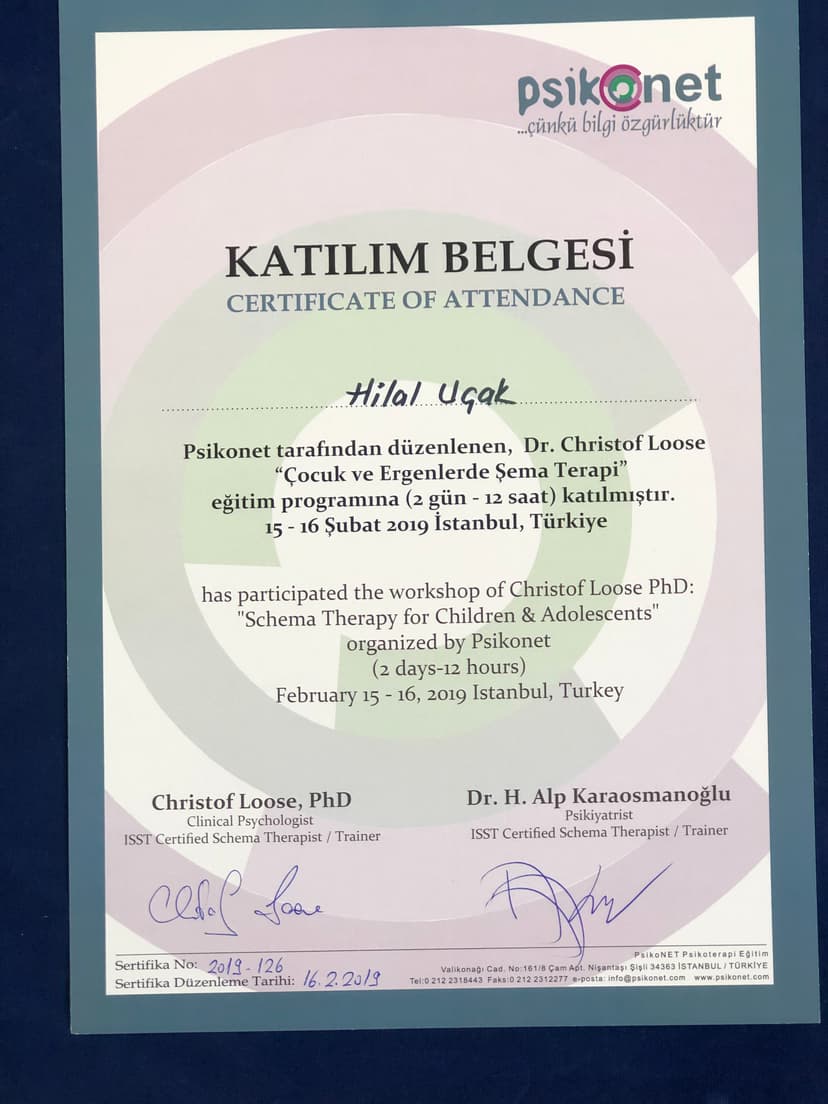 psikonet
...çünkü bilgi özgürlüktür
KATILIM BELGESİ
CERTIFICATE OF ATTENDANCE
Hilal Uçak
Psikonet tarafından düzenlenen, Dr. Christof Loose
“Çocuk ve Ergenlerde Şema Terapi”
eğitim programına (2 gün - 12 saat) katılmıştır.
15 - 16 Şubat 2019 İstanbul, Türkiye
has participated the workshop of Christof Loose PhD:
"Schema Therapy for Children & Adolescents"
organized by Psikonet
(2 days-12 hours)
February 15 - 16, 2019 Istanbul, Turkey
Christof Loose, PhD
Clinical Psychologist
ISST Certified Schema Therapist / Trainer
Dr. H. Alp Karaosmanoğlu
Psikiyatrist
ISST Certified Schema Therapist / Trainer
Sertifika No: 2019-126
Sertifika Düzenleme Tarihi: 16.2.2019
PsikoNET Psikoterapi Eğitim
Valikonağı Cad. No:161/8 Çam Apt. Nişantaşı Şişli 34363 İSTANBUL / TÜRKİYE
Tel:0 212 2318443 Faks:0 212 2312277 e-posta: info@psikonet.com www.psikonet.com